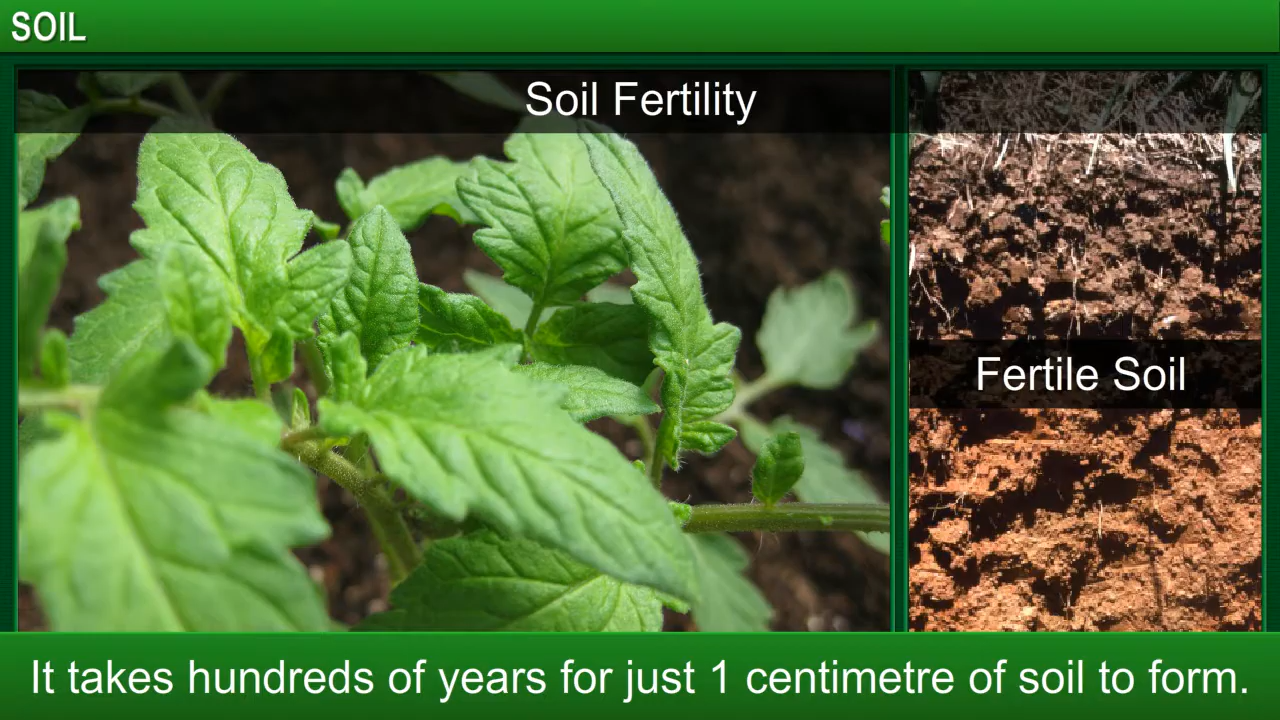 SOIL
Soil Fertility
Fertile Soil
It takes hundreds of years for just 1 centimetre of soil to form.